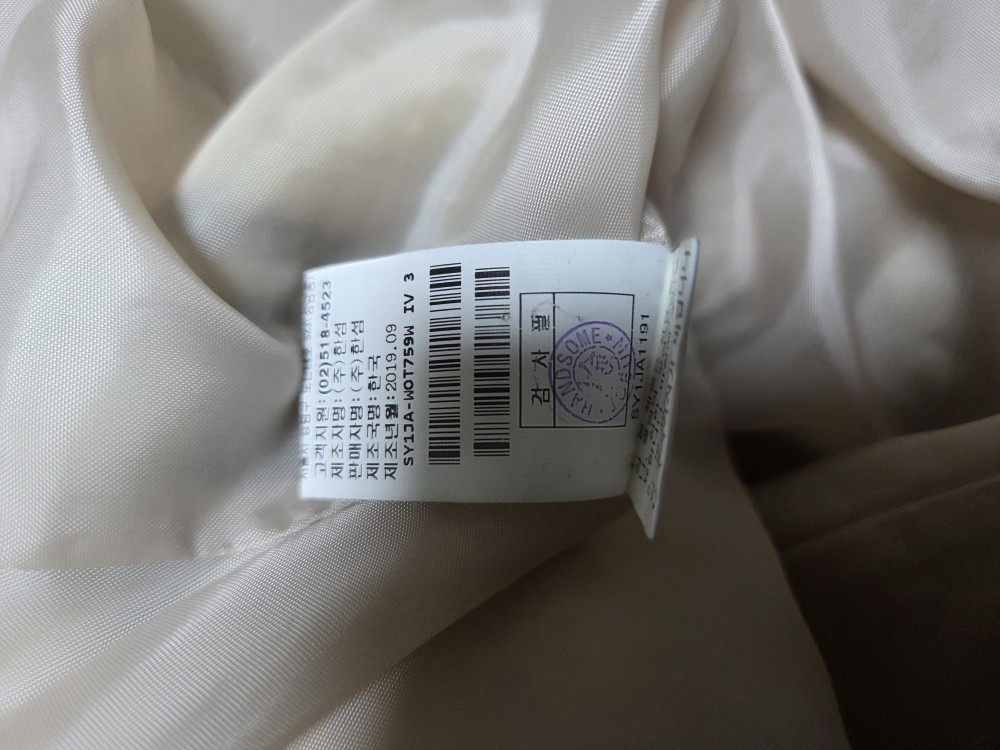 고객지원:(02)518-4523
제조자명:(주)한섬
판매자명:(주)한섬
제조국명:한국
제조년월:2019.09
SY1JA-WOT759W IV 3
검사필
HANDSOME
SY1JA1191